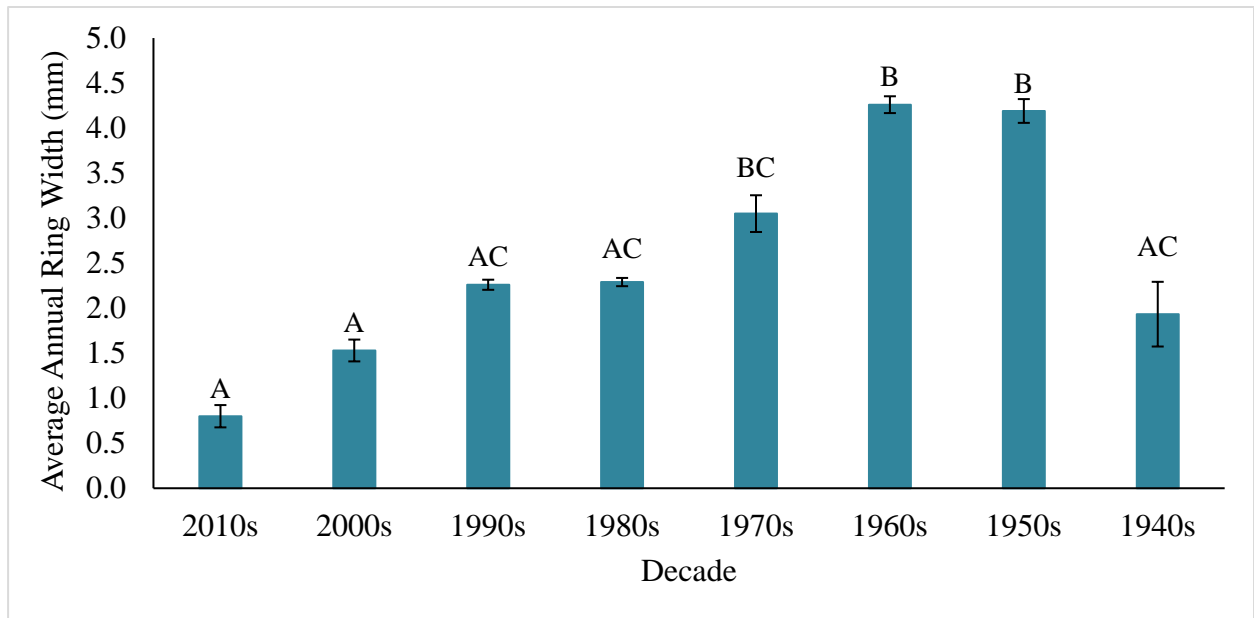 Average Annual Ring Width (mm)
5.0
4.5
4.0
3.5
3.0
2.5
2.0
1.5
1.0
0.5
0.0
A
A
AC
AC
BC
B
B
AC
2010s 2000s 1990s 1980s 1970s 1960s 1950s 1940s
Decade